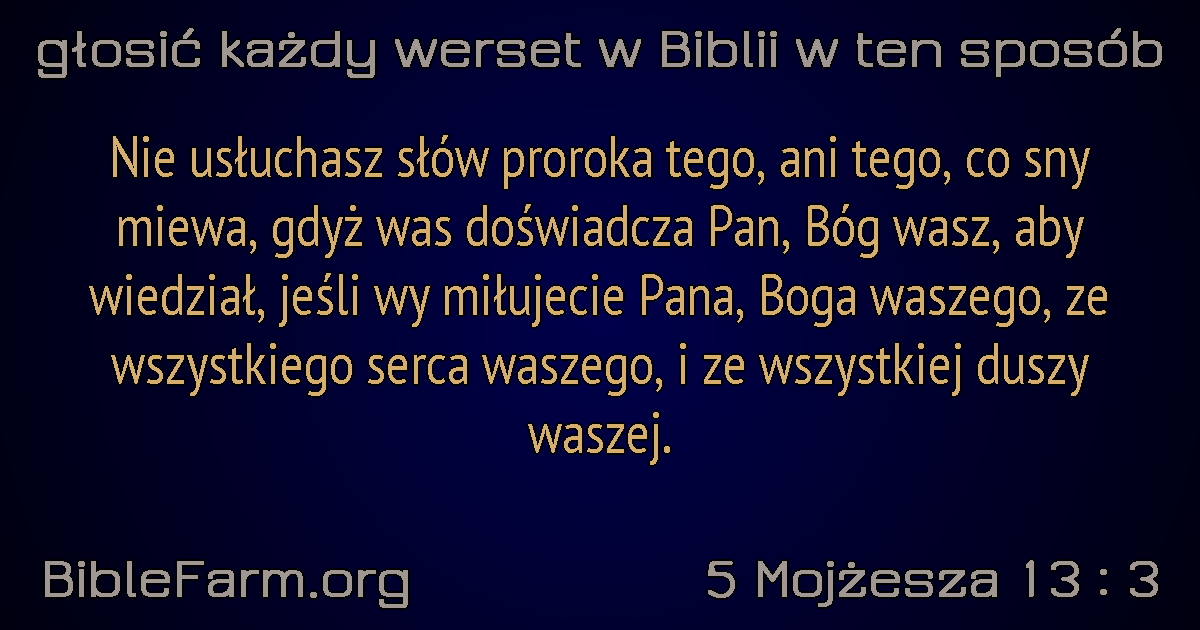 głosić każdy werset w Biblii w ten sposób
Nie usłuchasz słów proroka tego, ani tego, co sny
miewa, gdyż was doświadcza Pan, Bóg wasz, aby
wiedział, jeśli wy miłujecie Pana, Boga waszego, ze
wszystkiego serca waszego, i ze wszystkiej duszy
waszej.
BibleFarm.org
5 Mojżesza 13 : 3